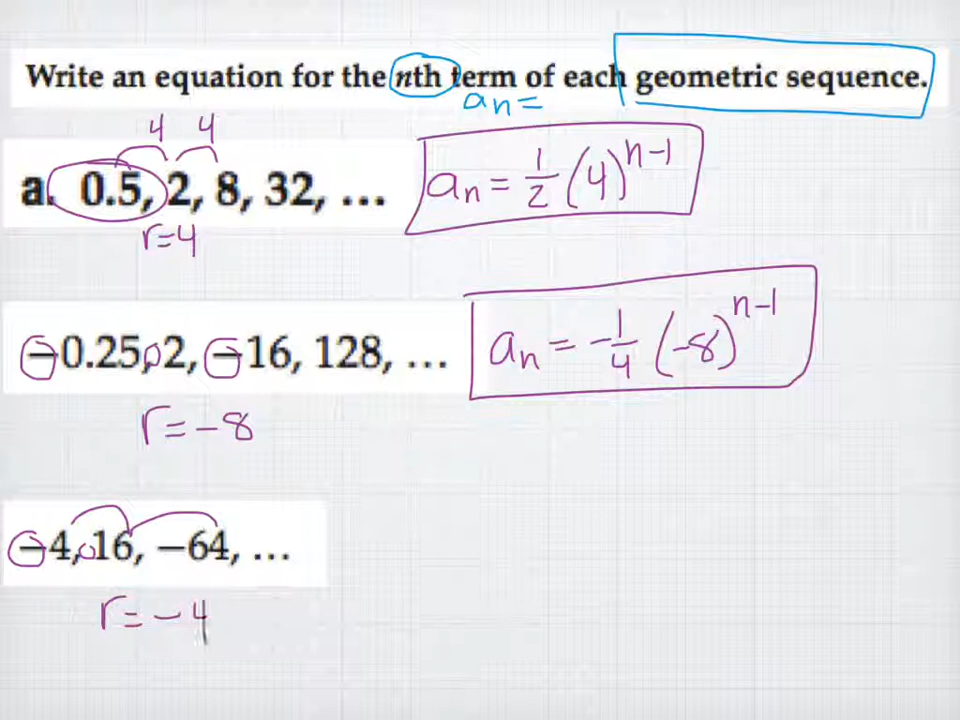 Write an equation for the nth term of each geometric sequence.
an =
4 4
a. 0.5, 2, 8, 32, ...
an = 1/2 (4)^n-1
r=4
-0.25, 2, -16, 128, ...
an = -1/4 (-8)^n-1
r=-8
-4, 16, -64, ...
r=-4